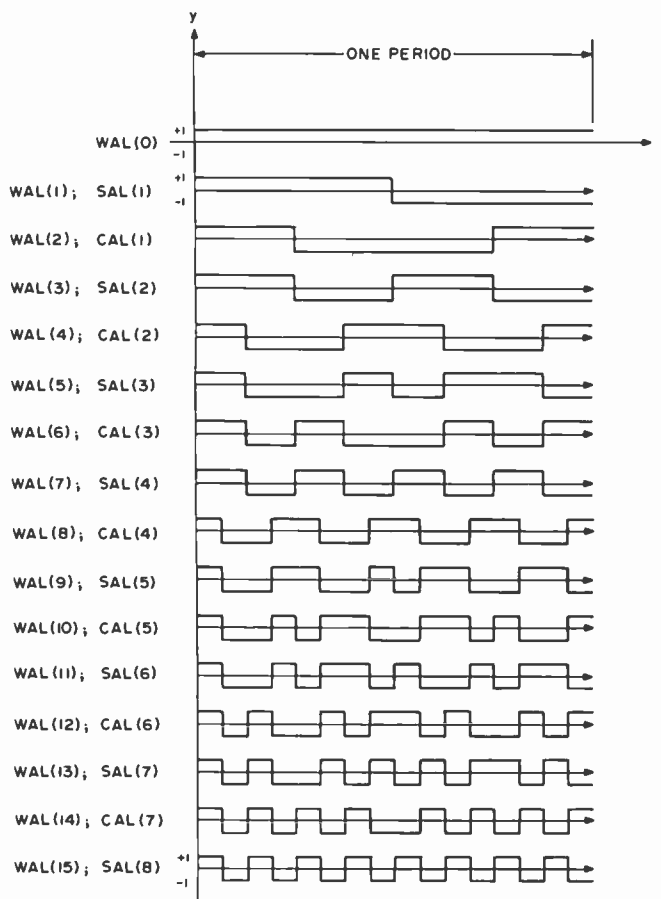 y
ONE PERIOD
+1
WAL(0)
-1
WAL(1); SAL(1) +1
-1
WAL(2); CAL(1)
WAL(3); SAL(2)
WAL(4); CAL(2)
WAL(5); SAL(3)
WAL(6); CAL(3)
WAL(7); SAL(4)
WAL(8); CAL(4)
WAL(9); SAL(5)
WAL(10); CAL(5)
WAL(11); SAL(6)
WAL(12); CAL(6)
WAL(13); SAL(7)
WAL(14); CAL(7)
WAL(15); SAL(8) +1
-1